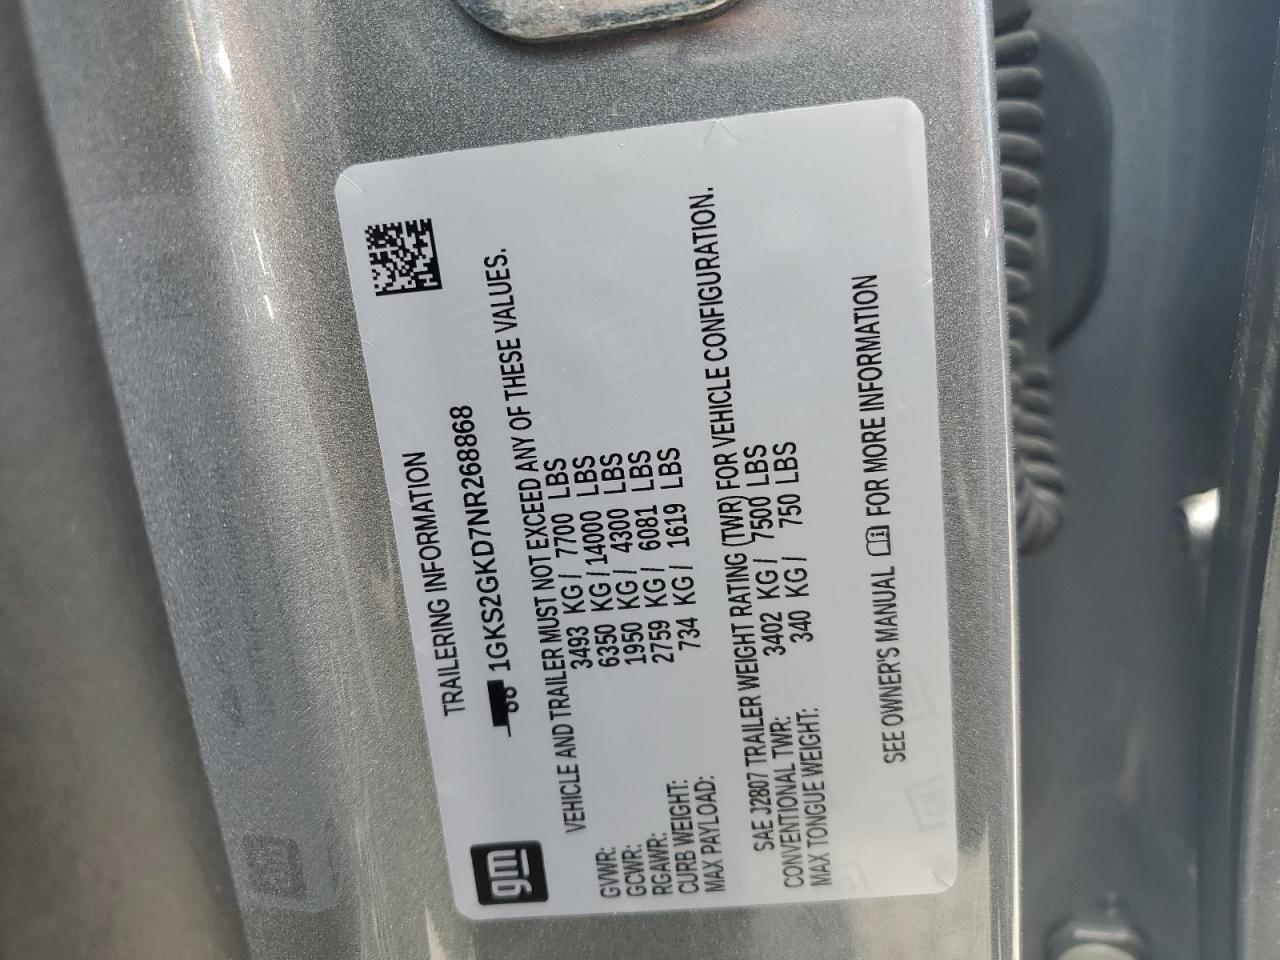 gm
TRAILERING INFORMATION
1GKS2GKD7NR268868
VEHICLE AND TRAILER MUST NOT EXCEED ANY OF THESE VALUES.
GVWR: 3493 KG / 7700 LBS
GCWR: 6350 KG / 14000 LBS
RGAWR: 1950 KG / 4300 LBS
CURB WEIGHT: 2759 KG / 6081 LBS
MAX PAYLOAD: 734 KG / 1619 LBS
SAE J2807 TRAILER WEIGHT RATING (TWR) FOR VEHICLE CONFIGURATION.
CONVENTIONAL TWR: 3402 KG / 7500 LBS
MAX TONGUE WEIGHT: 340 KG / 750 LBS
SEE OWNER'S MANUAL FOR MORE INFORMATION